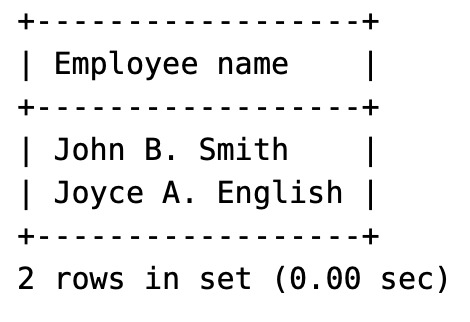 +------------------+
| Employee name    |
+------------------+
| John B. Smith    |
| Joyce A. English |
+------------------+
2 rows in set (0.00 sec)